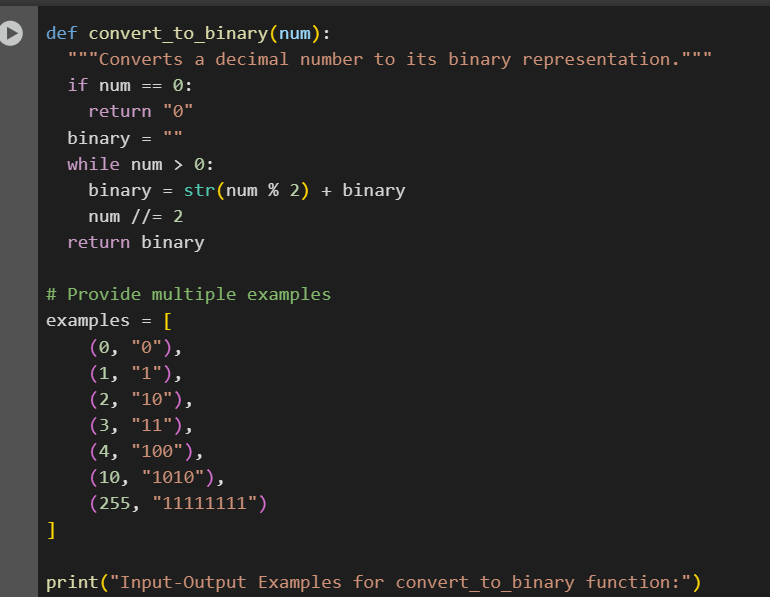 def convert_to_binary(num):
  """Converts a decimal number to its binary representation."""
  if num == 0:
    return "0"
  binary = ""
  while num > 0:
    binary = str(num % 2) + binary
    num //= 2
  return binary

# Provide multiple examples
examples = [
    (0, "0"),
    (1, "1"),
    (2, "10"),
    (3, "11"),
    (4, "100"),
    (10, "1010"),
    (255, "11111111")
]

print("Input-Output Examples for convert_to_binary function:")